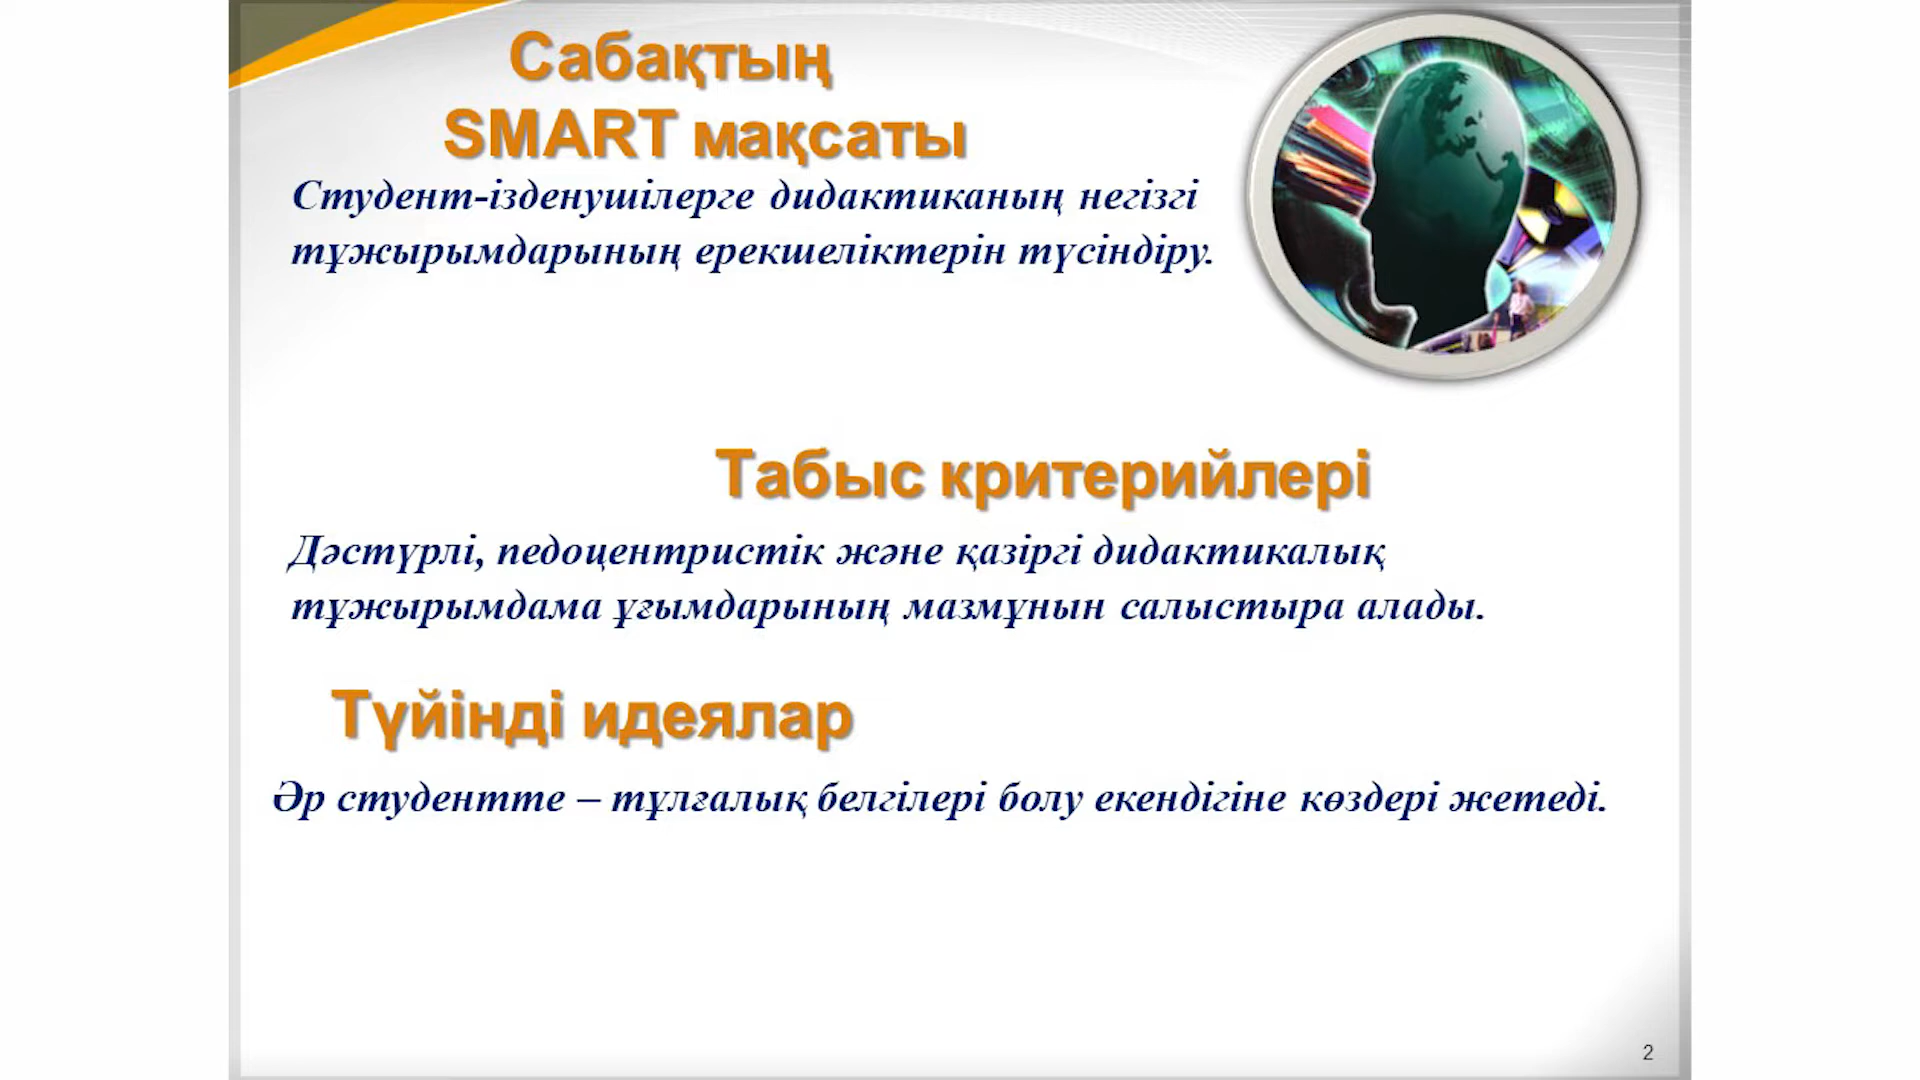 Сабақтың
SMART мақсаты
Студент-ізденушілерге дидактиканың негізгі
тұжырымдарының ерекшеліктерін түсіндіру.
Табыс критерийлері
Дәстүрлі, педоцентристік және қазіргі дидактикалық
тұжырымдама ұғымдарының мазмұнын салыстыра алады.
Түйінді идеялар
Әр студентте – тұлғалық белгілері болу екендігіне көздері жетеді.
2